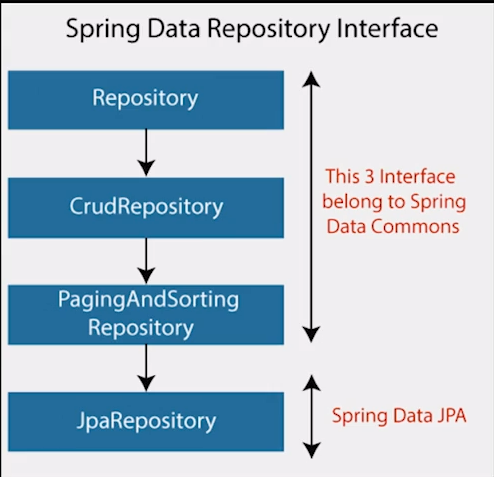 Spring Data Repository Interface
Repository
CrudRepository
PagingAndSorting
Repository
JpaRepository
This 3 Interface
belong to Spring
Data Commons
Spring Data JPA